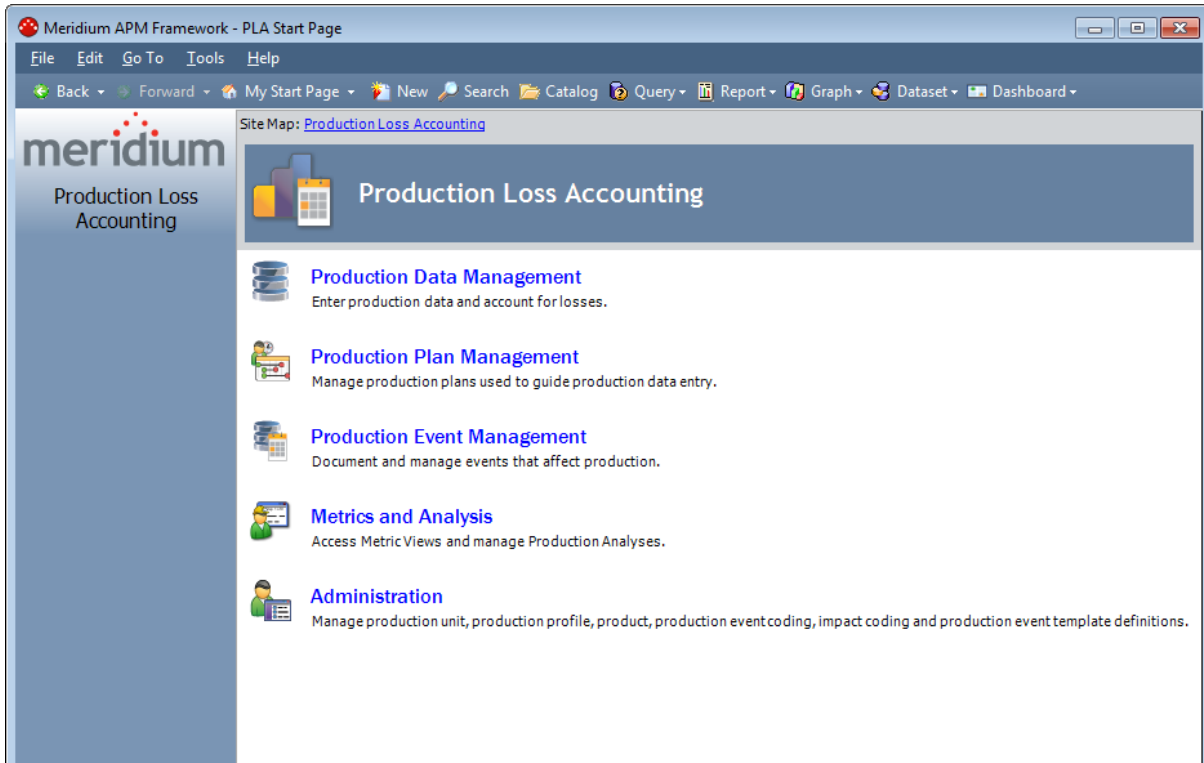 Meridium APM Framework - PLA Start Page
File Edit Go To Tools Help
Back Forward My Start Page New Search Catalog Query Report Graph Dataset Dashboard
meridium
Production Loss
Accounting
Site Map: Production Loss Accounting
Production Loss Accounting
Production Data Management
Enter production data and account for losses.
Production Plan Management
Manage production plans used to guide production data entry.
Production Event Management
Document and manage events that affect production.
Metrics and Analysis
Access Metric Views and manage Production Analyses.
Administration
Manage production unit, production profile, product, production event coding, impact coding and production event template definitions.